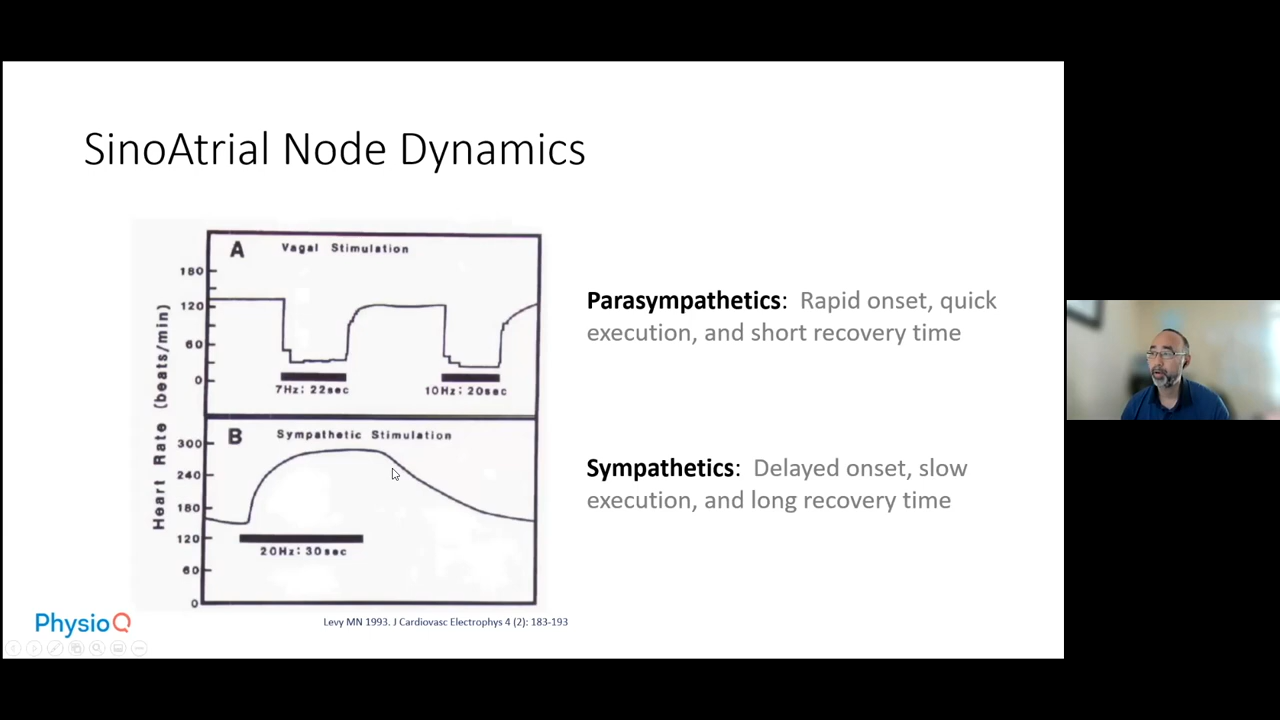 SinoAtrial Node Dynamics
A Vagal Stimulation
180
120
60
0
7Hz: 22sec 10Hz: 20sec
Heart Rate (beats/min)
B Sympathetic Stimulation
300
240
180
120
60
0
20Hz: 30sec
Parasympathetics: Rapid onset, quick
execution, and short recovery time
Sympathetics: Delayed onset, slow
execution, and long recovery time
PhysioQ
Levy MN 1993. J Cardiovasc Electrophys 4 (2): 183-193